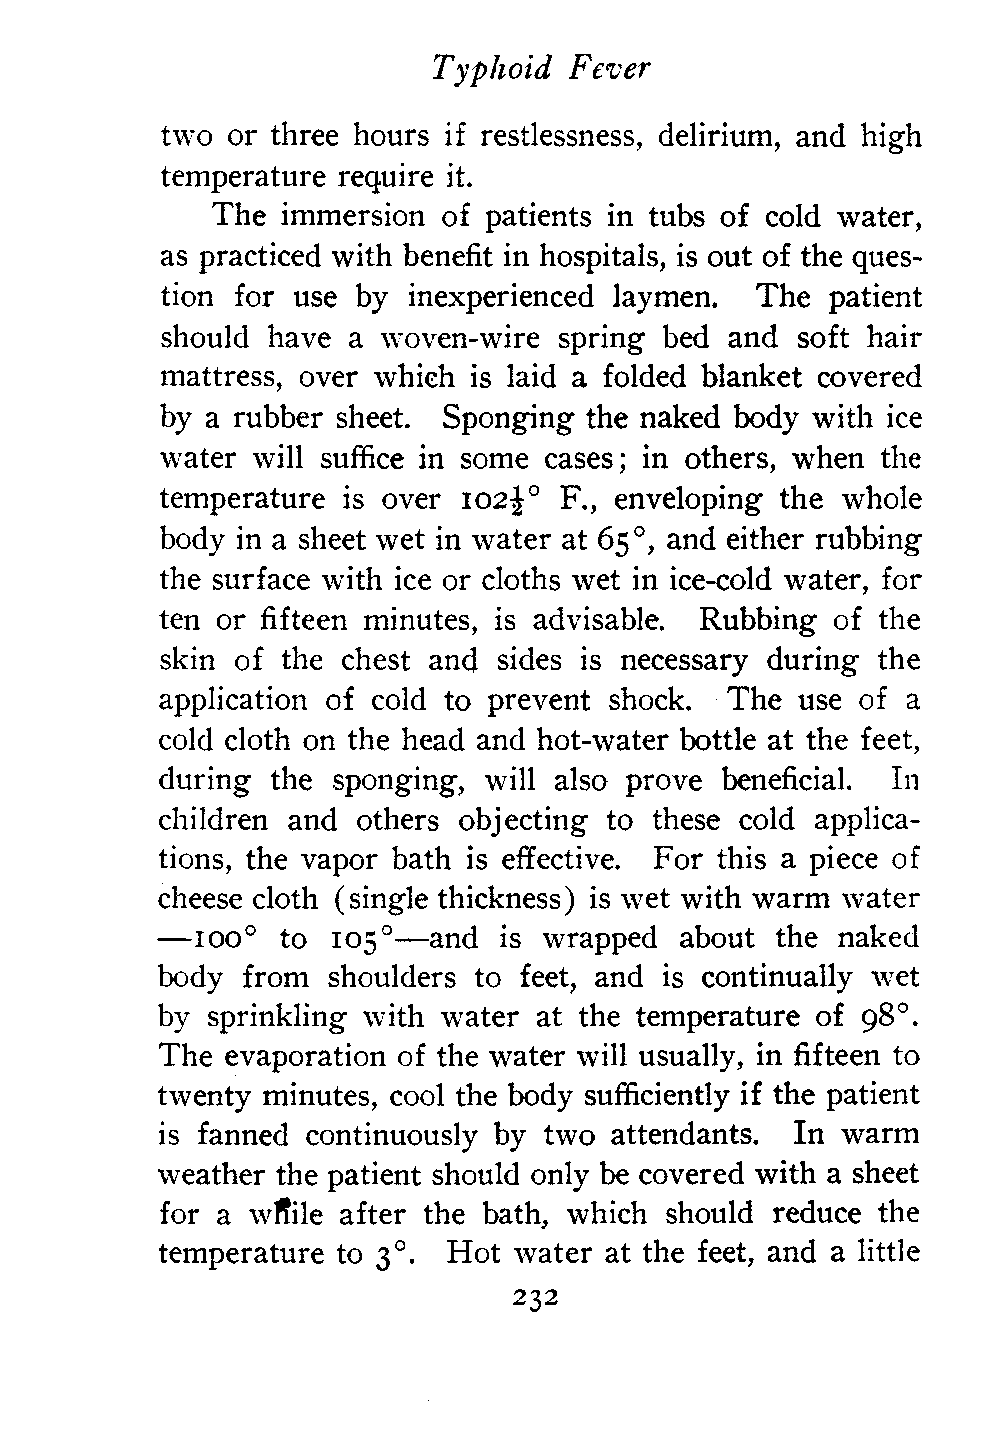 Typhoid Fever
two or three hours if restlessness, delirium, and high
temperature require it.
The immersion of patients in tubs of cold water,
as practiced with benefit in hospitals, is out of the ques-
tion for use by inexperienced laymen. The patient
should have a woven-wire spring bed and soft hair
mattress, over which is laid a folded blanket covered
by a rubber sheet. Sponging the naked body with ice
water will suffice in some cases; in others, when the
temperature is over 102½° F., enveloping the whole
body in a sheet wet in water at 65°, and either rubbing
the surface with ice or cloths wet in ice-cold water, for
ten or fifteen minutes, is advisable. Rubbing of the
skin of the chest and sides is necessary during the
application of cold to prevent shock. The use of a
cold cloth on the head and hot-water bottle at the feet,
during the sponging, will also prove beneficial. In
children and others objecting to these cold applica-
tions, the vapor bath is effective. For this a piece of
cheese cloth (single thickness) is wet with warm water
—100° to 105°—and is wrapped about the naked
body from shoulders to feet, and is continually wet
by sprinkling with water at the temperature of 98°.
The evaporation of the water will usually, in fifteen to
twenty minutes, cool the body sufficiently if the patient
is fanned continuously by two attendants. In warm
weather the patient should only be covered with a sheet
for a while after the bath, which should reduce the
temperature to 3°. Hot water at the feet, and a little
232